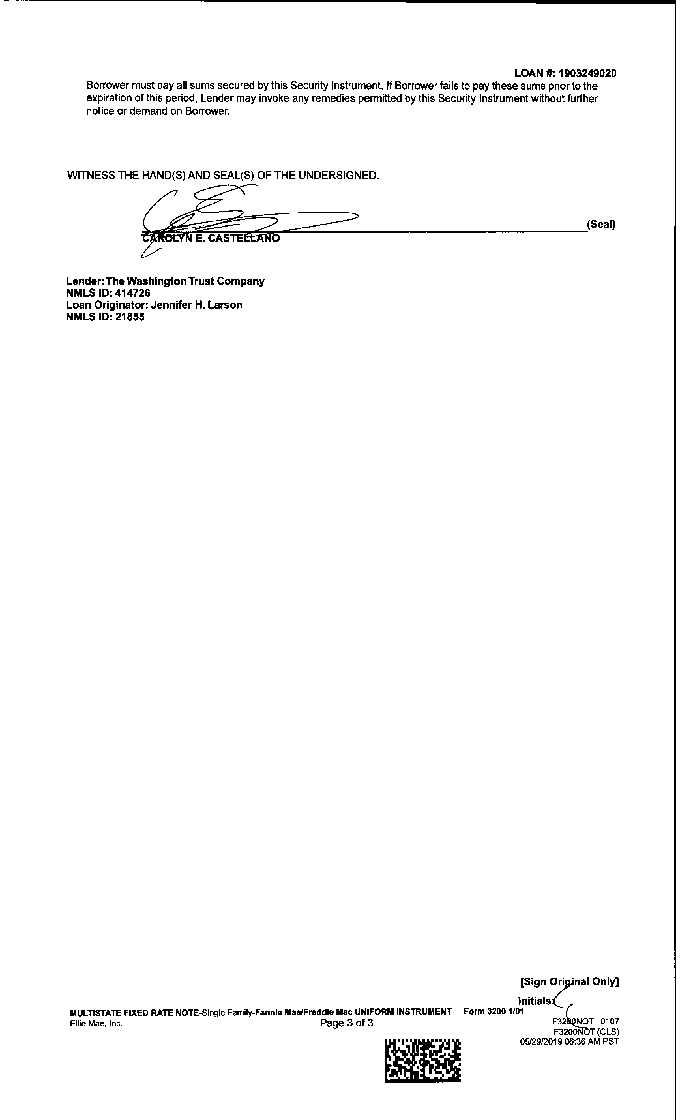 LOAN #: 1903249020
Borrower must pay all sums secured by this Security Instrument. If Borrower fails to pay these sums prior to the
expiration of this period, Lender may invoke any remedies permitted by this Security Instrument without further
notice or demand on Borrower.
WITNESS THE HAND(S) AND SEAL(S) OF THE UNDERSIGNED.
(Seal)
CAROLYN E. CASTELLANO
Lender: The Washington Trust Company
NMLS ID: 414726
Loan Originator: Jennifer H. Larson
NMLS ID: 21855
[Sign Original Only]
Initials:
MULTISTATE FIXED RATE NOTE-Single Family-Fannie Mae/Freddie Mac UNIFORM INSTRUMENT Form 3200 1/01
Ellie Mae, Inc. Page 3 of 3
F3200NOT 0107
F3200NOT (CLS)
05/29/2019 06:36 AM PST